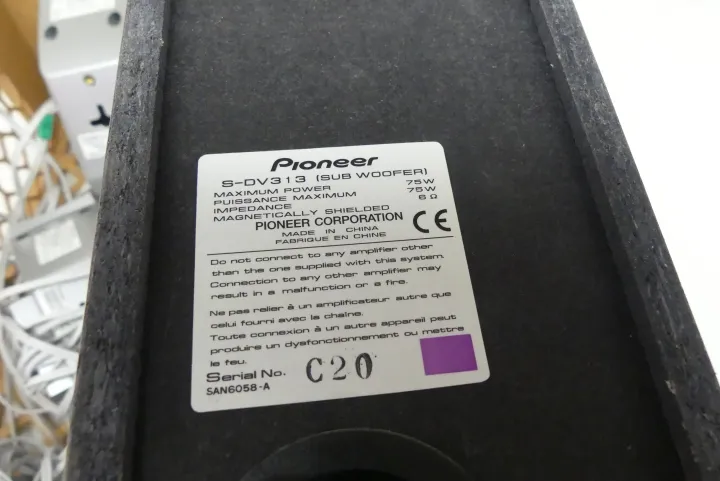 Pioneer
S-DV313 (SUB WOOFER)
MAXIMUM POWER 75W
PUISSANCE MAXIMUM 75W
IMPEDANCE 6 Ω
MAGNETICALLY SHIELDED
PIONEER CORPORATION CE
MADE IN CHINA
FABRIQUE EN CHINE
Do not connect to any amplifier other
than the one supplied with this system.
Connection to any other amplifier may
result in a malfunction or a fire.
Ne pas relier à un amplificateur autre que
celui fourni avec la chaîne.
Toute connexion à un autre appareil peut
produire un dysfonctionnement ou mettre
le feu.
Serial No. C20
SAN6058-A